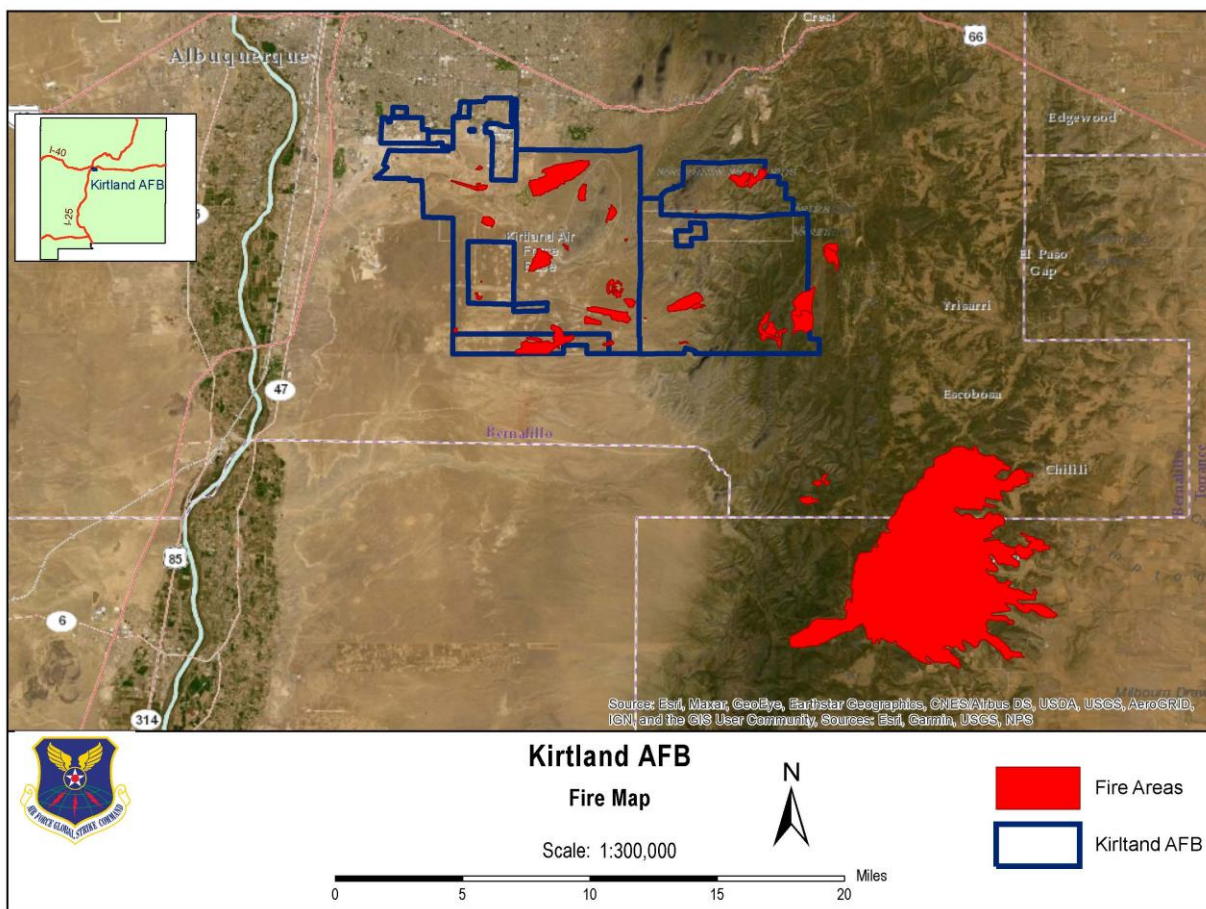 Crest
66
Albuquerque
Edgewood
I-40
Kirtland AFB
I-25
Kirtland Air
Force
Base
El Paso
Gap
Yrisarri
47
Escobosa
Bernalillo
Chilili
Bernalillo
Torrance
85
6
314
Milbourn Draw
Source: Esri, Maxar, GeoEye, Earthstar Geographics, CNES/Airbus DS, USDA, USGS, AeroGRID,
IGN, and the GIS User Community, Sources: Esri, Garmin, USGS, NPS
AIR FORCE GLOBAL STRIKE COMMAND
Kirtland AFB
Fire Map
Scale: 1:300,000
N
Miles
0 5 10 15 20
Fire Areas
Kirltand AFB